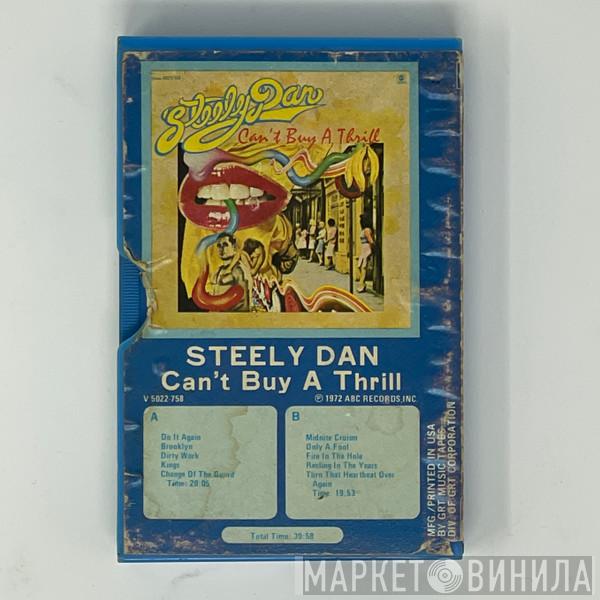 Steely Dan
Can't Buy A Thrill
STEELY DAN
Can't Buy A Thrill
V 5022-758
℗ 1972 ABC RECORDS, INC.
A
Do It Again
Brooklyn
Dirty Work
Kings
Change Of The Guard
Time: 20:05
B
Midnite Cruiser
Only A Fool
Fire In The Hole
Reeling In The Years
Turn That Heartbeat Over
Again
Time: 19:53
Total Time: 39:58
MFG./PRINTED IN USA
BY GRT MUSIC TAPES
DIV. OF GRT CORPORATION
МАРКЕТ ВИНИЛА